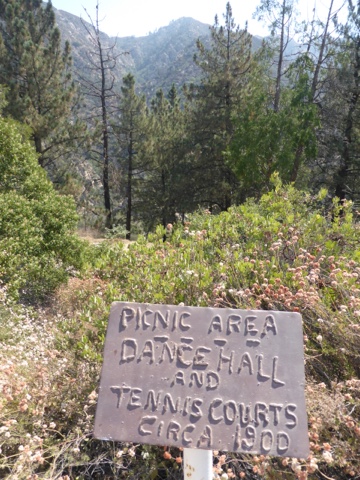 PICNIC AREA
DANCE HALL
AND
TENNIS COURTS
CIRCA 1900